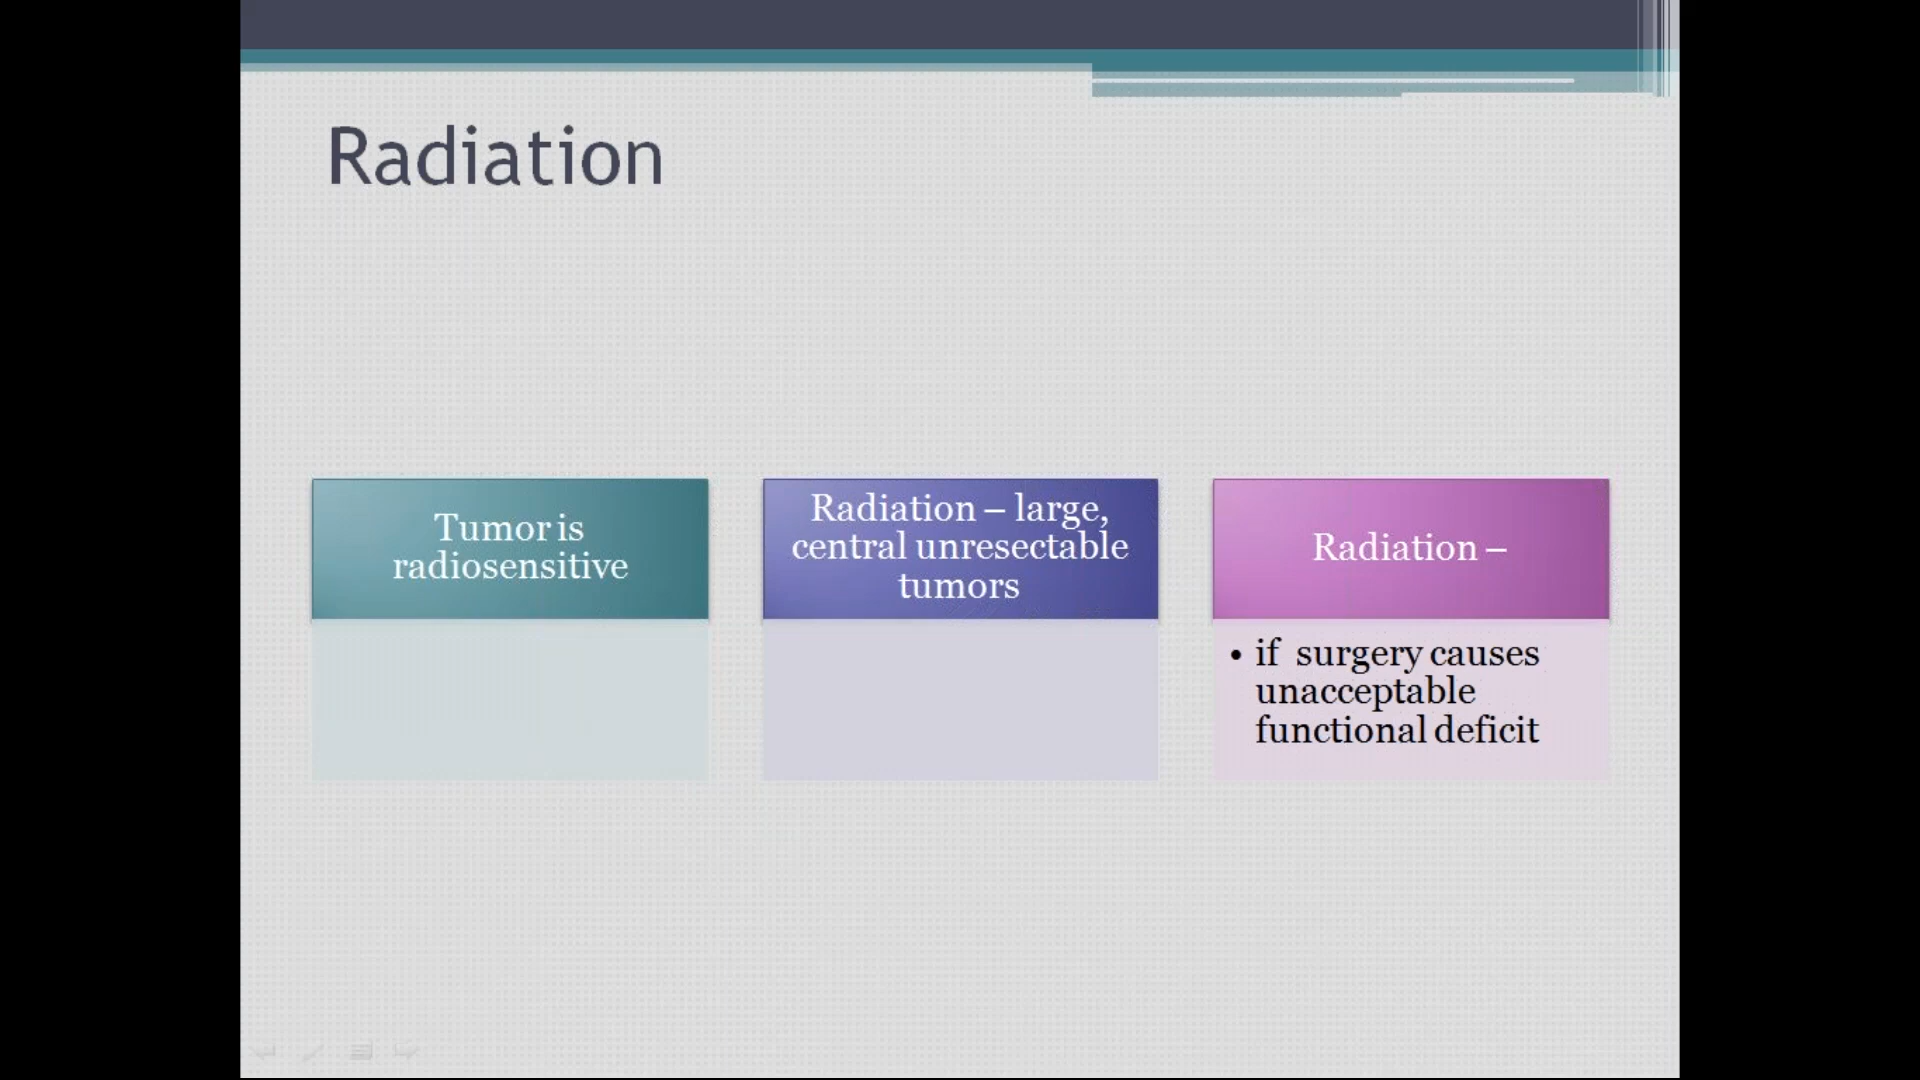 Radiation
Tumor is
radiosensitive
Radiation – large,
central unresectable
tumors
Radiation –
• if surgery causes
unacceptable
functional deficit